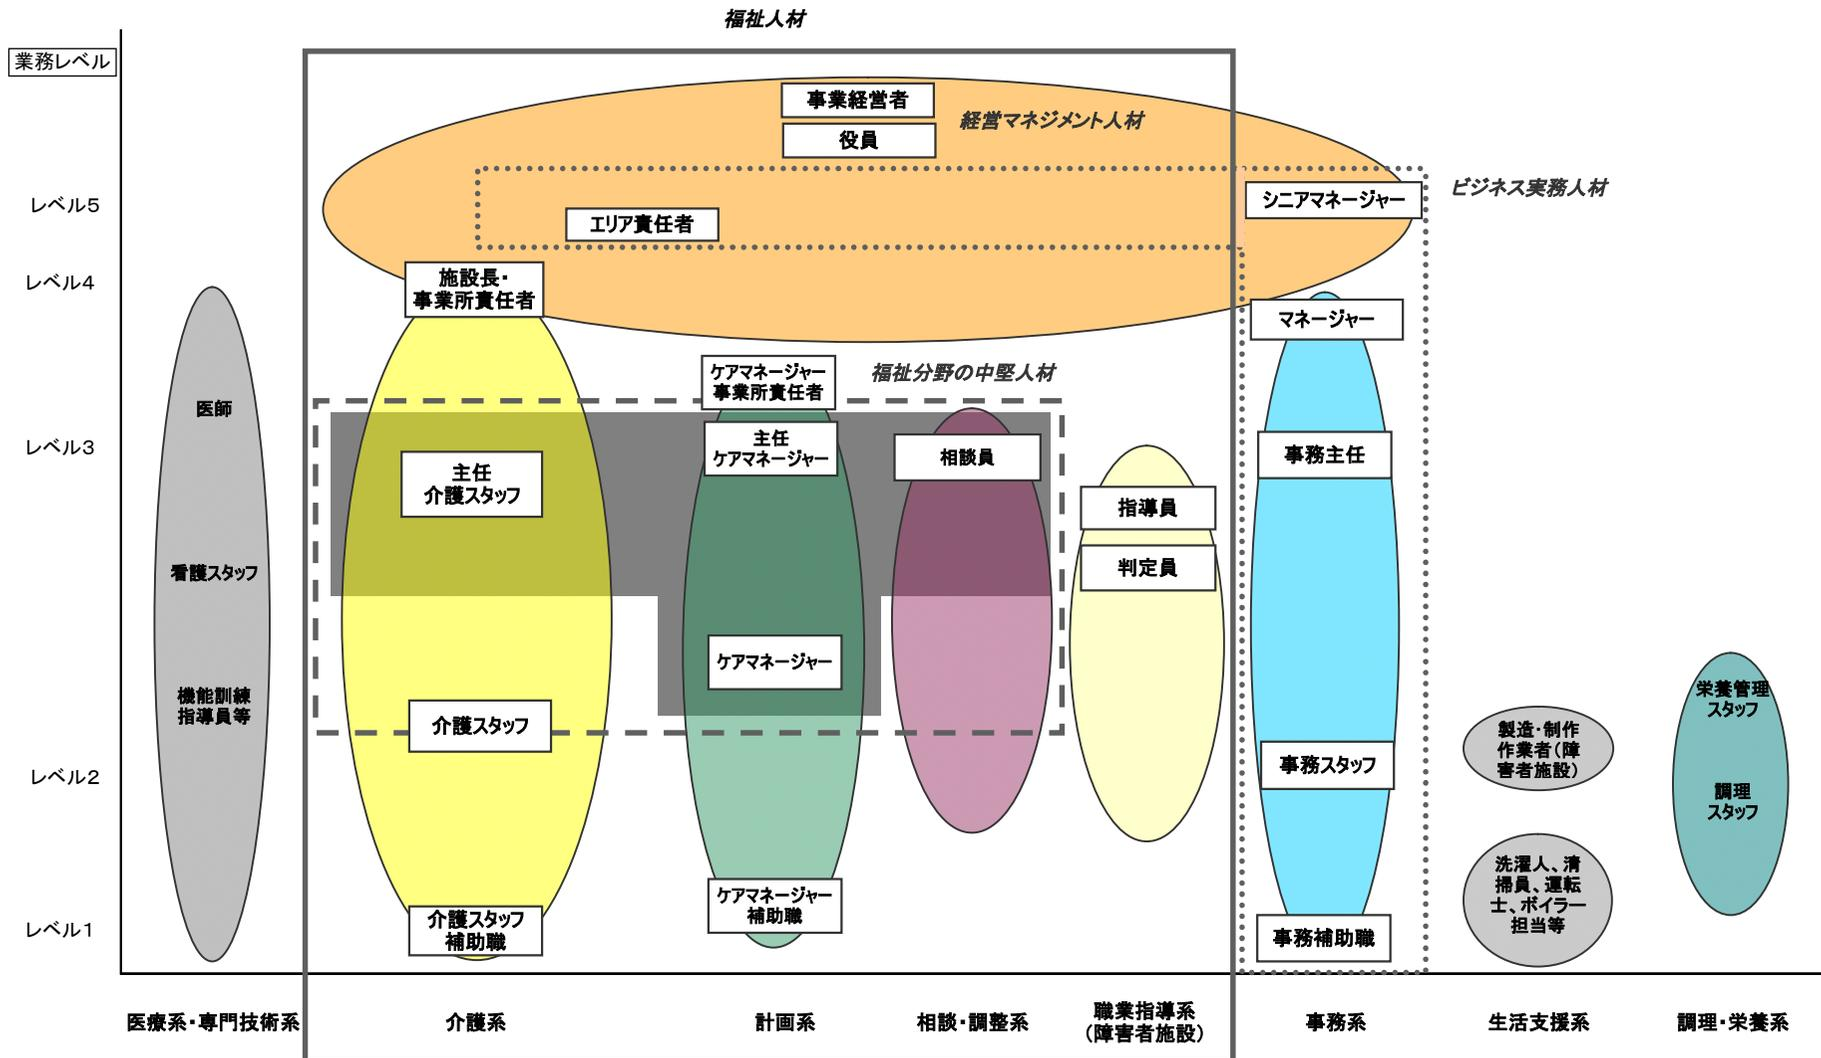 福祉人材
業務レベル
事業経営者
経営マネジメント人材
役員
ビジネス実務人材
レベル5
シニアマネージャー
エリア責任者
レベル4
施設長・
事業所責任者
マネージャー
ケアマネージャー
事業所責任者
福祉分野の中堅人材
医師
レベル3
主任
介護スタッフ
主任
ケアマネージャー
相談員
事務主任
指導員
判定員
看護スタッフ
ケアマネージャー
機能訓練
指導員等
介護スタッフ
栄養管理
スタッフ
製造・制作
作業者(障
害者施設)
事務スタッフ
レベル2
調理
スタッフ
洗濯人、清
掃員、運転
士、ボイラー
担当等
ケアマネージャー
補助職
介護スタッフ
補助職
レベル1
事務補助職
医療系・専門技術系
介護系
計画系
相談・調整系
職業指導系
(障害者施設)
事務系
生活支援系
調理・栄養系